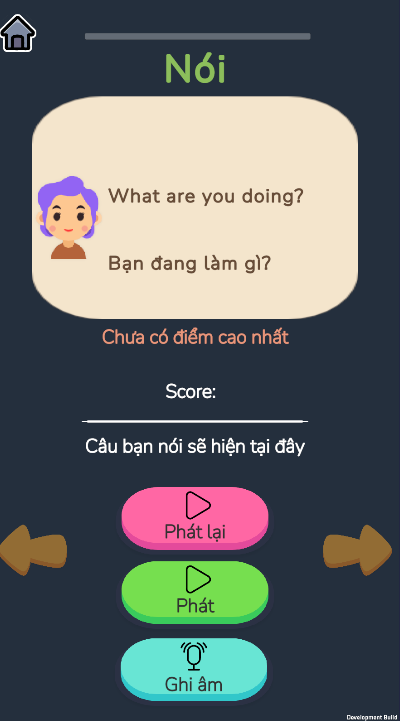 Nói
What are you doing?
Bạn đang làm gì?
Chưa có điểm cao nhất
Score:
Câu bạn nói sẽ hiện tại đây
Phát lại
Phát
Ghi âm
Development Build